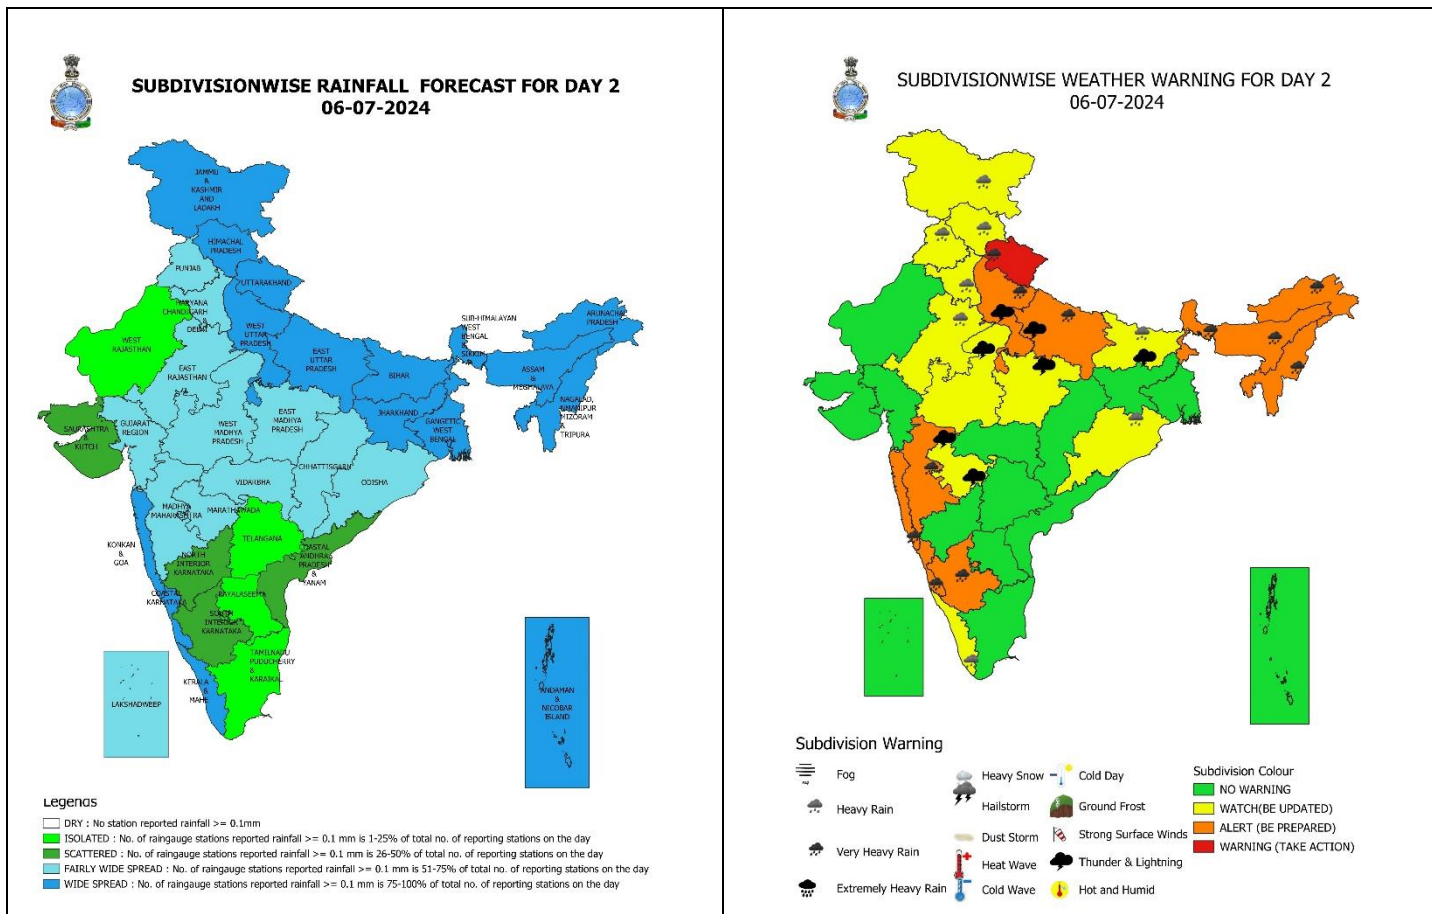 SUBDIVISIONWISE RAINFALL FORECAST FOR DAY 2
06-07-2024
JAMMU
&
KASHMIR
AND
LADAKH
HIMACHAL
PRADESH
PUNJAB
UTTARAKHAND
HARYANA
CHANDIGARH
&
DELHI
WEST
RAJASTHAN
WEST
UTTAR
PRADESH
EAST
UTTAR
PRADESH
EAST
RAJASTHAN
SUB-HIMALAYAN
WEST
BENGAL
&
SIKKIM
ARUNACHAL
PRADESH
BIHAR
ASSAM
&
MEGHALAYA
NAGALAD,
MANIPUR
MIZORAM
&
TRIPURA
JHARKHAND
GANGETIC
WEST
BENGAL
SAURASHTRA
&
KUTCH
GUJARAT
REGION
WEST
MADHYA
PRADESH
EAST
MADHYA
PRADESH
CHHATTISGARH
VIDARBHA
ODISHA
MADHYA
MAHARASHTRA
MARATHAWADA
KONKAN
&
GOA
TELANGANA
NORTH
INTERIOR
KARNATAKA
COASTAL
ANDHRA
PRADESH
&
YANAM
COASTAL
KARNATAKA
RAYALASEEMA
SOUTH
INTERIOR
KARNATAKA
TAMILNADU
PUDUCHERRY
&
KARAIKAL
KERALA
&
MAHE
LAKSHADWEEP
ANDAMAN
&
NICOBAR
ISLAND
Legends
DRY : No station reported rainfall >= 0.1mm
ISOLATED : No. of raingauge stations reported rainfall >= 0.1 mm is 1-25% of total no. of reporting stations on the day
SCATTERED : No. of raingauge stations reported rainfall >= 0.1 mm is 26-50% of total no. of reporting stations on the day
FAIRLY WIDE SPREAD : No. of raingauge stations reported rainfall >= 0.1 mm is 51-75% of total no. of reporting stations on the day
WIDE SPREAD : No. of raingauge stations reported rainfall >= 0.1 mm is 75-100% of total no. of reporting stations on the day
SUBDIVISIONWISE WEATHER WARNING FOR DAY 2
06-07-2024
Subdivision Warning
Fog
Heavy Rain
Very Heavy Rain
Extremely Heavy Rain
Heavy Snow
Hailstorm
Dust Storm
Heat Wave
Cold Wave
Cold Day
Ground Frost
Strong Surface Winds
Thunder & Lightning
Hot and Humid
Subdivision Colour
NO WARNING
WATCH(BE UPDATED)
ALERT (BE PREPARED)
WARNING (TAKE ACTION)